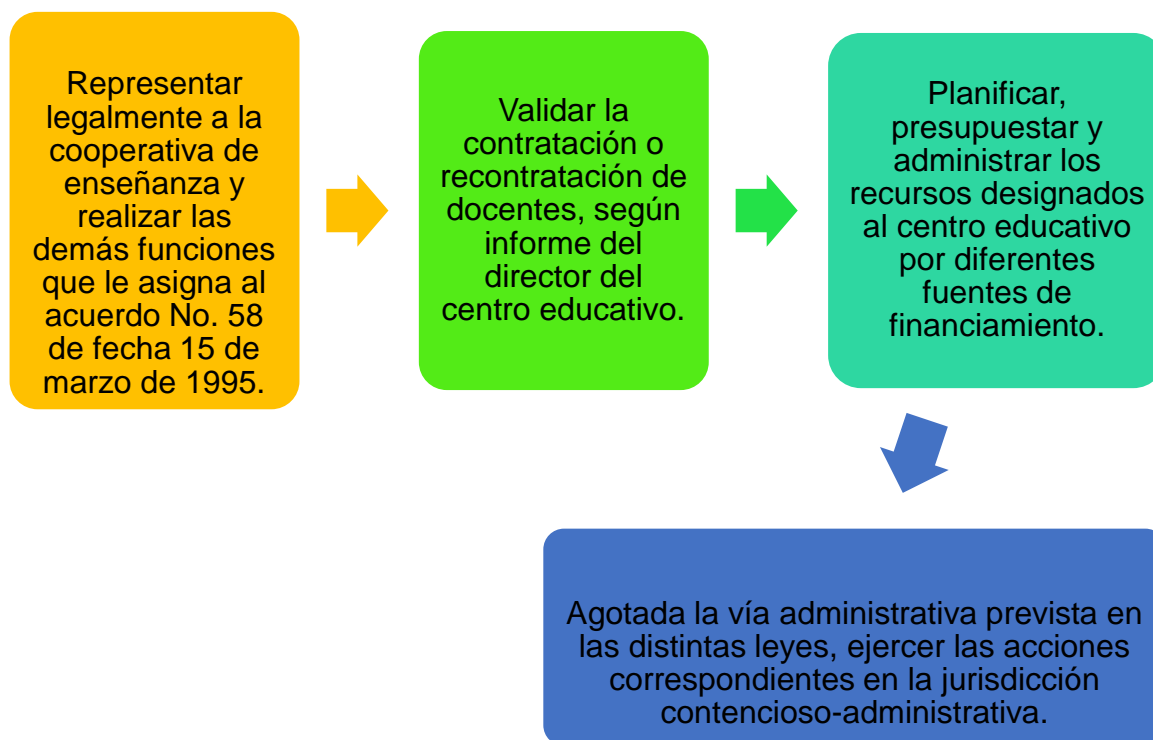 Representar
legalmente a la
cooperativa de
enseñanza y
realizar las
demás funciones
que le asigna al
acuerdo No. 58
de fecha 15 de
marzo de 1995.
Validar la
contratación o
recontratación de
docentes, según
informe del
director del
centro educativo.
Planificar,
presupuestar y
administrar los
recursos designados
al centro educativo
por diferentes
fuentes de
financiamiento.
Agotada la vía administrativa prevista en
las distintas leyes, ejercer las acciones
correspondientes en la jurisdicción
contencioso-administrativa.